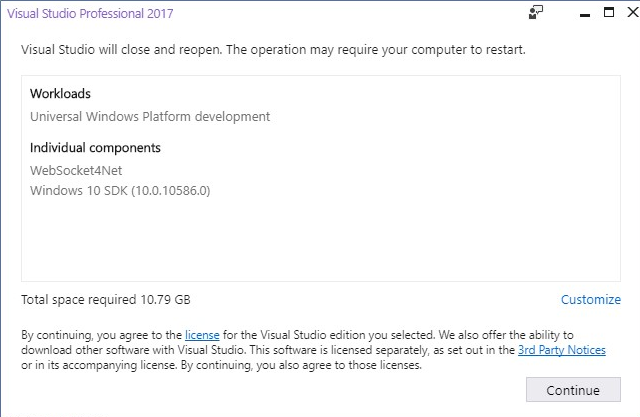 Visual Studio Professional 2017
Visual Studio will close and reopen. The operation may require your computer to restart.
Workloads
Universal Windows Platform development
Individual components
WebSocket4Net
Windows 10 SDK (10.0.10586.0)
Total space required 10.79 GB
Customize
By continuing, you agree to the license for the Visual Studio edition you selected. We also offer the ability to
download other software with Visual Studio. This software is licensed separately, as set out in the 3rd Party Notices
or in its accompanying license. By continuing, you also agree to those licenses.
Continue